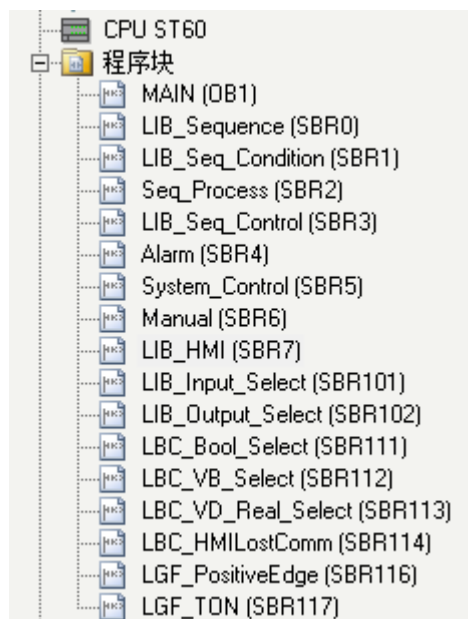 CPU ST60
程序块
MAIN (OB1)
LIB_Sequence (SBR0)
LIB_Seq_Condition (SBR1)
Seq_Process (SBR2)
LIB_Seq_Control (SBR3)
Alarm (SBR4)
System_Control (SBR5)
Manual (SBR6)
LIB_HMI (SBR7)
LIB_Input_Select (SBR101)
LIB_Output_Select (SBR102)
LBC_Bool_Select (SBR111)
LBC_VB_Select (SBR112)
LBC_VD_Real_Select (SBR113)
LBC_HMILostComm (SBR114)
LGF_PositiveEdge (SBR116)
LGF_TON (SBR117)